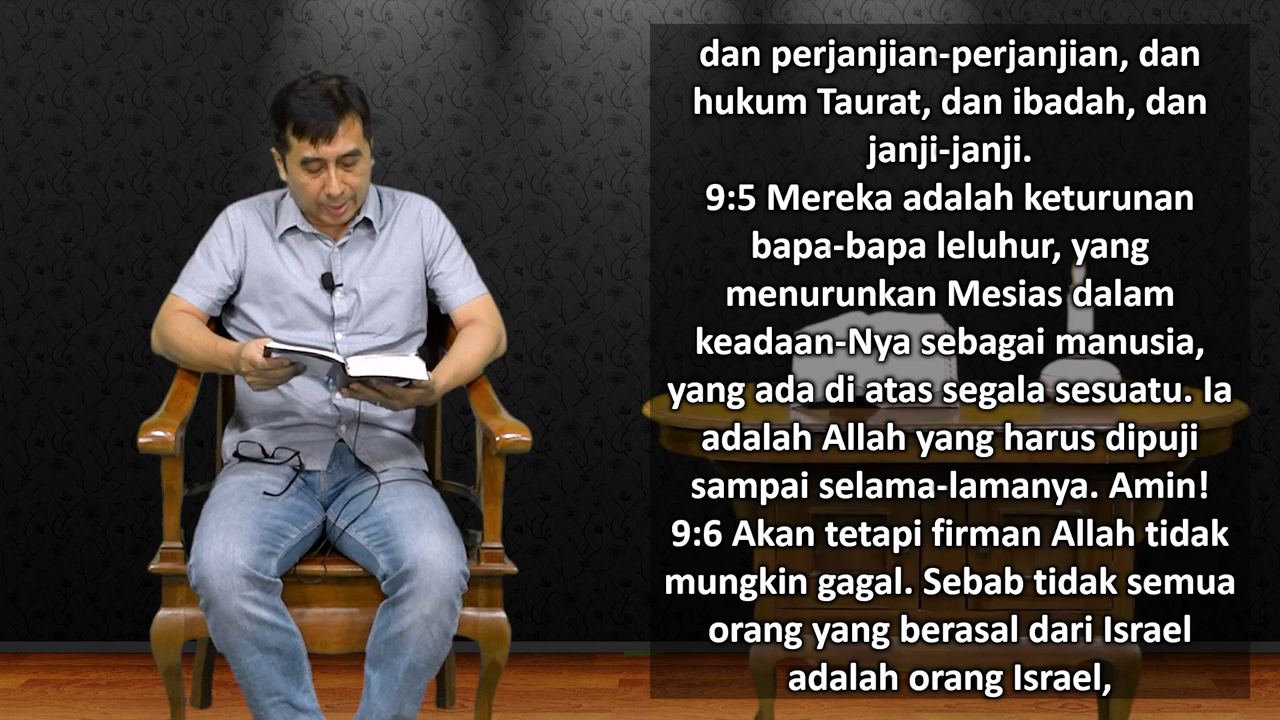 dan perjanjian-perjanjian, dan
hukum Taurat, dan ibadah, dan
janji-janji.
9:5 Mereka adalah keturunan
bapa-bapa leluhur, yang
menurunkan Mesias dalam
keadaan-Nya sebagai manusia,
yang ada di atas segala sesuatu. Ia
adalah Allah yang harus dipuji
sampai selama-lamanya. Amin!
9:6 Akan tetapi firman Allah tidak
mungkin gagal. Sebab tidak semua
orang yang berasal dari Israel
adalah orang Israel,